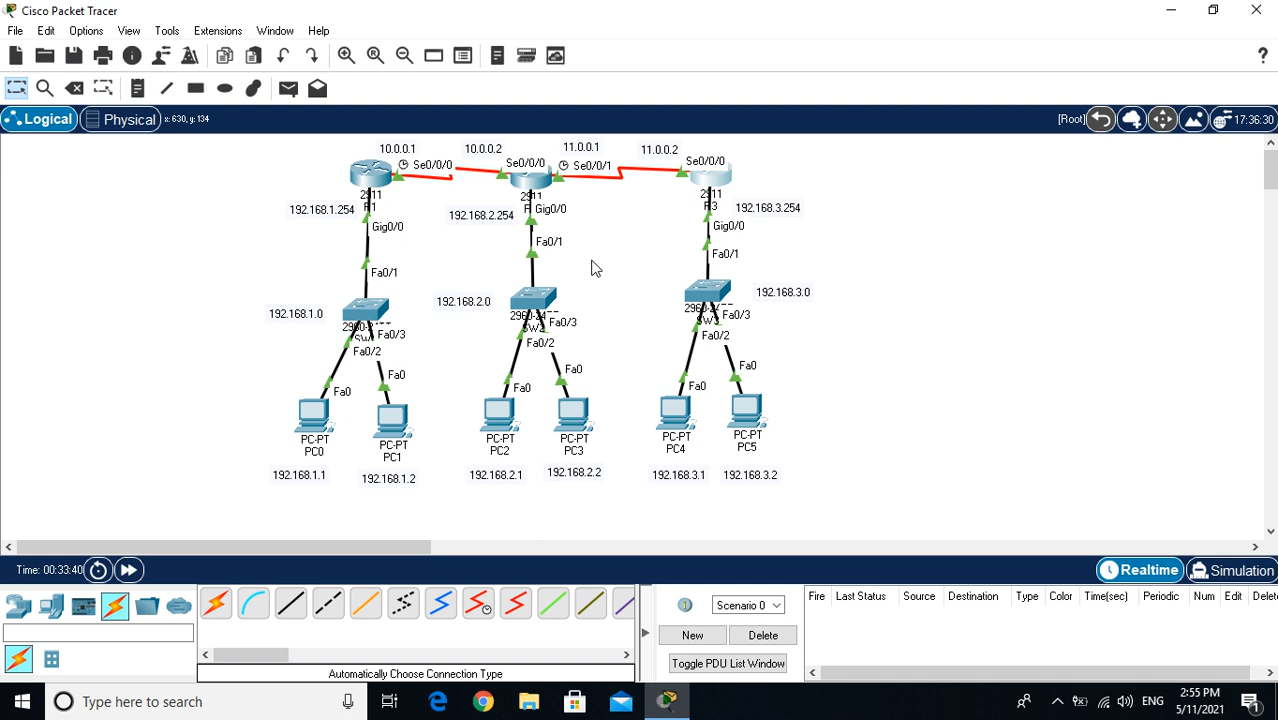 Cisco Packet Tracer
File Edit Options View Tools Extensions Window Help
Logical Physical x: 630, y: 134 [Root] 17:36:30
10.0.0.1 10.0.0.2 11.0.0.1 11.0.0.2
Se0/0/0 Se0/0/0 Se0/0/1 Se0/0/0
2911 2911 2911
R1 R3
192.168.1.254 192.168.2.254 192.168.3.254
Gig0/0 Gig0/0 Gig0/0
Fa0/1 Fa0/1 Fa0/1
192.168.1.0 192.168.2.0 192.168.3.0
SW2
Fa0/3 Fa0/3 Fa0/3
Fa0/2 Fa0/2 Fa0/2
Fa0 Fa0 Fa0 Fa0 Fa0 Fa0
PC-PT PC-PT PC-PT PC-PT PC-PT PC-PT
PC0 PC1 PC2 PC3 PC4 PC5
192.168.1.1 192.168.1.2 192.168.2.1 192.168.2.2 192.168.3.1 192.168.3.2
Time: 00:33:40 Realtime Simulation
Scenario 0
New Delete
Toggle PDU List Window
Fire Last Status Source Destination Type Color Time(sec) Periodic Num Edit Delet
Automatically Choose Connection Type
Type here to search
ENG
2:55 PM
5/11/2021
1